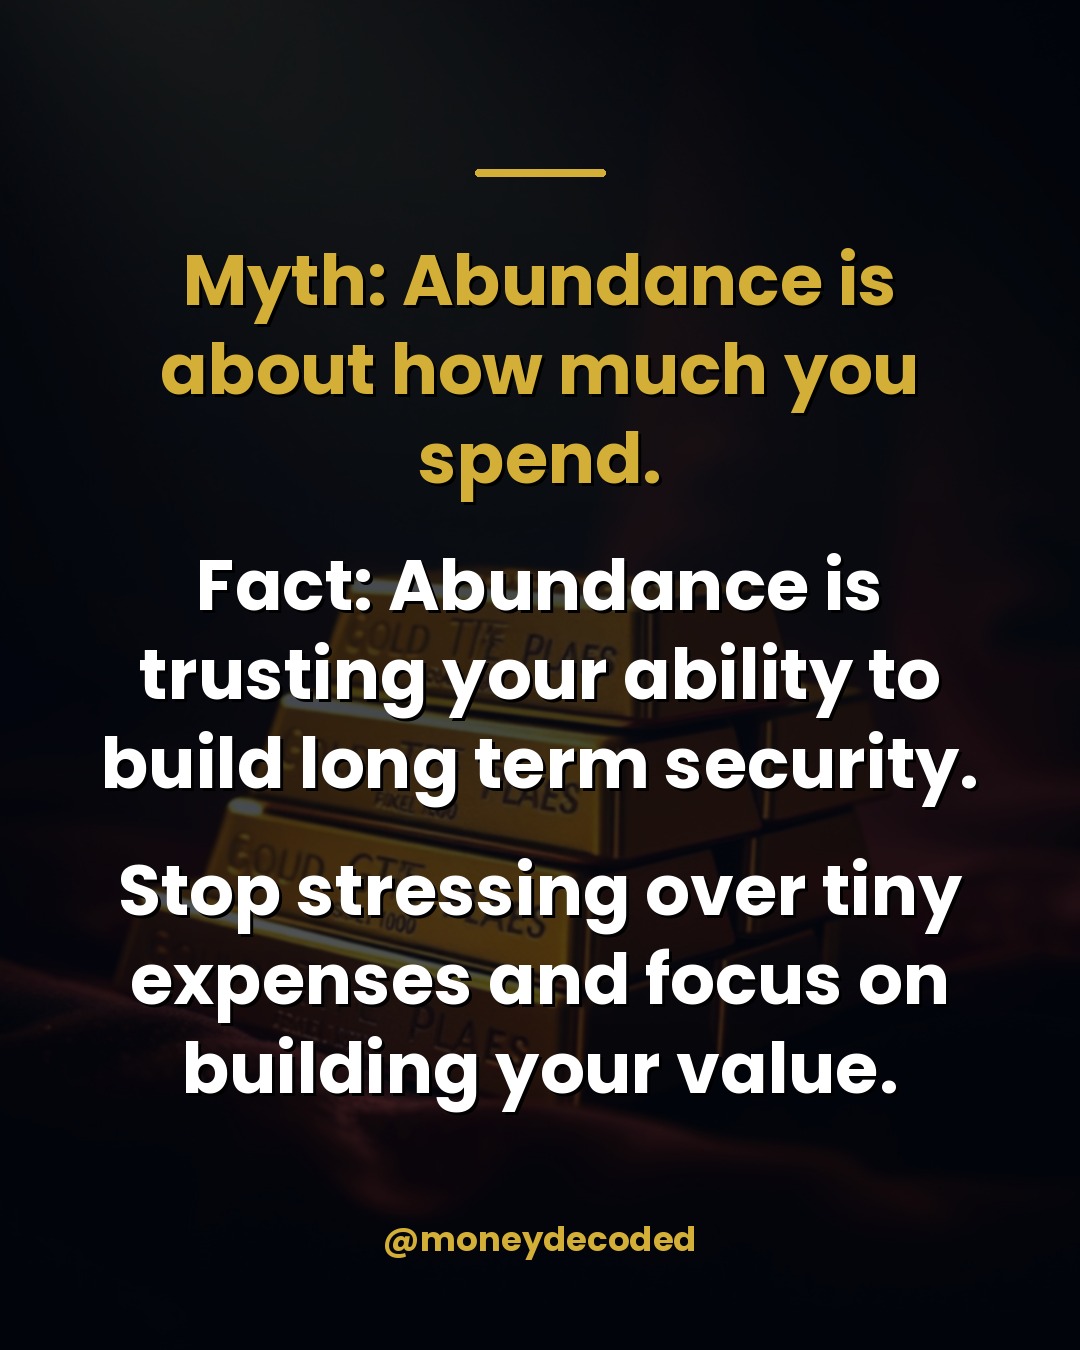 Myth: Abundance is
about how much you
spend.
Fact: Abundance is
trusting your ability to
build long term security.
Stop stressing over tiny
expenses and focus on
building your value.
@moneydecoded